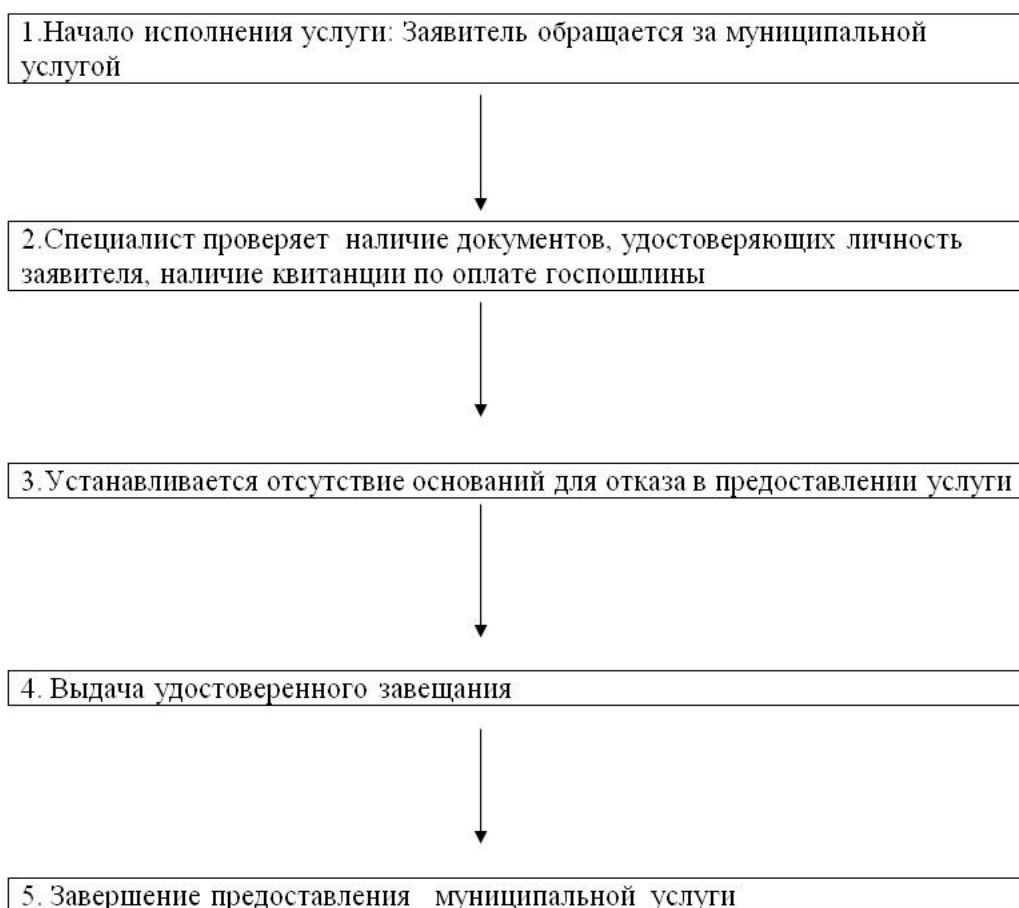 1.Начало исполнения услуги: Заявитель обращается за муниципальной
услугой
2.Специалист проверяет наличие документов, удостоверяющих личность
заявителя, наличие квитанции по оплате госпошлины
3.Устанавливается отсутствие оснований для отказа в предоставлении услуги
4. Выдача удостоверенного завещания
5. Завершение предоставления муниципальной услуги